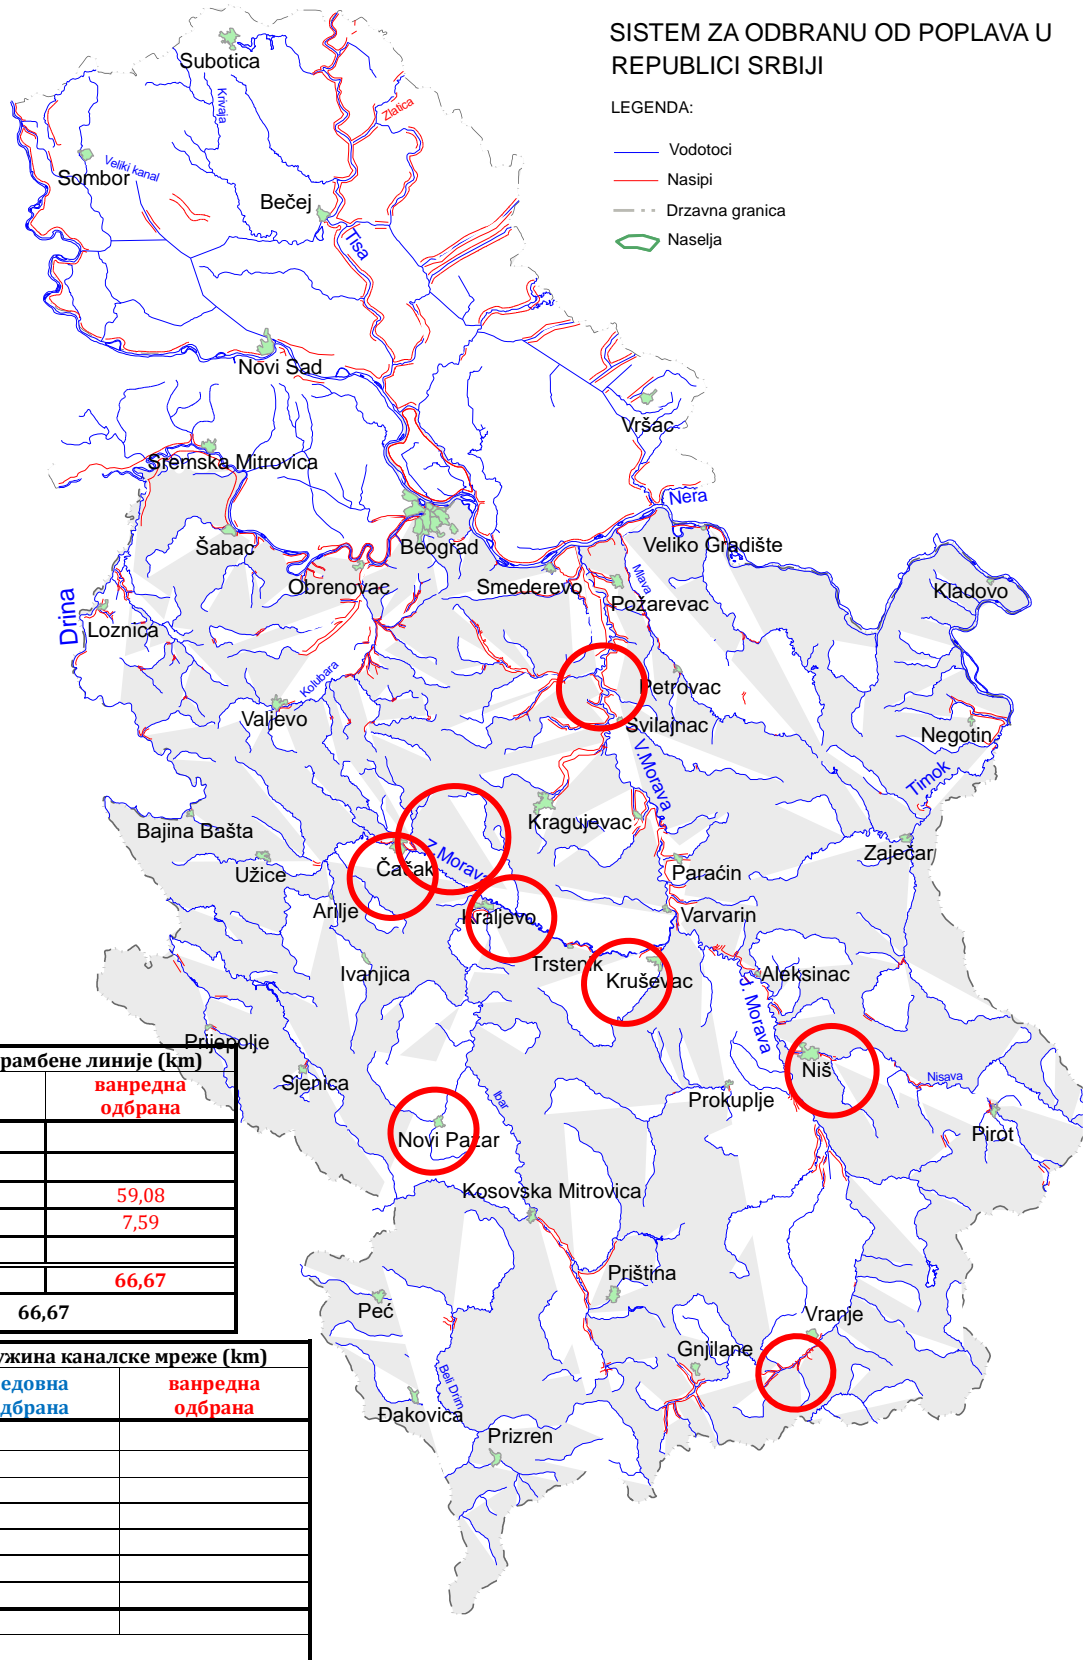 SISTEM ZA ODBRANU OD POPLAVA U
REPUBLICI SRBIJI
LEGENDA:
Vodotoci
Nasipi
Drzavna granica
Naselja
Subotica
Krivaja
Zlatica
Sombor
Veliki kanal
Bečej
Tisa
Novi Sad
Vršac
Sremska Mitrovica
Nera
Šabac
Beograd
Veliko Gradište
Obrenovac
Smederevo
Mlava
Požarevac
Kladovo
Drina
Loznica
Kolubara
Petrovac
Valjevo
Svilajnac
Negotin
V.Morava
Timok
Bajina Bašta
Kragujevac
Zaječar
Užice
Čačak
Z.Morava
Paraćin
Arilje
Kraljevo
Varvarin
Ivanjica
Trstenik
Kruševac
Aleksinac
J. Morava
Prijepolje
Sjenica
Ibar
Niš
Nisava
Prokuplje
Pirot
Novi Pazar
Kosovska Mitrovica
Priština
Peć
Vranje
Gnjilane
Beli Drim
Đakovica
Prizren
рамбене линије (km)
ванредна
одбрана
59,08
7,59
66,67
66,67
ужина каналске мреже (km)
едовна
дбрана
ванредна
одбрана